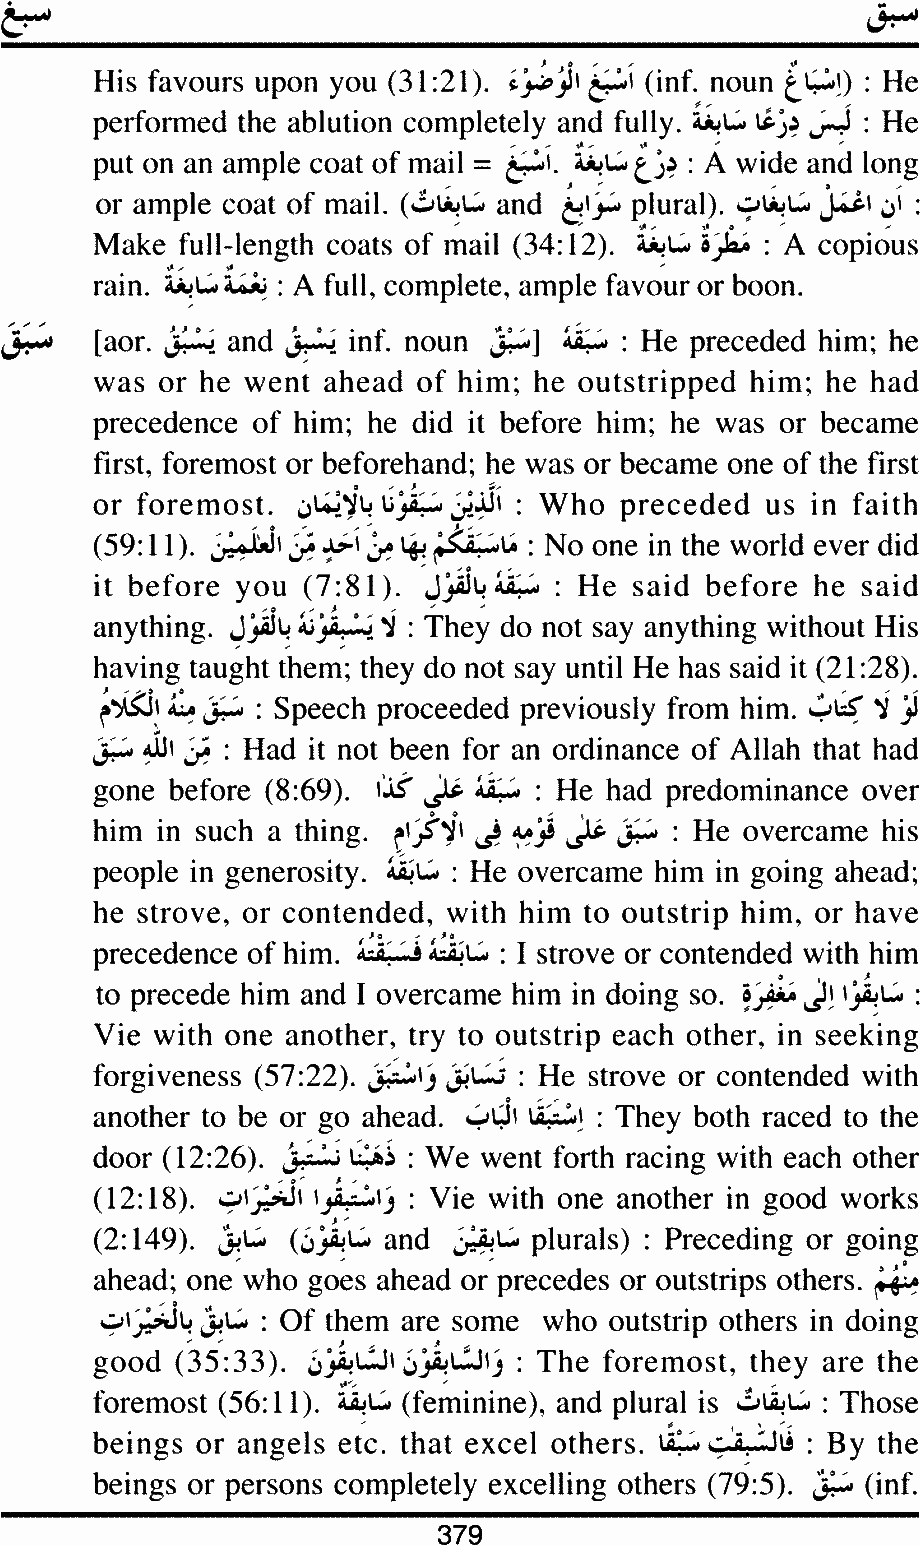 سبغ سبق
His favours upon you (31:21). اَسْبَغَ الْوُضُوْءَ (inf. noun اِسْبَاغٌ) : He
performed the ablution completely and fully. لَبِسَ دِرْعًا سَابِغَةً : He
put on an ample coat of mail = اَسْبَغَ. دِرْعٌ سَابِغَةٌ : A wide and long
or ample coat of mail. (سَابِغَاتٌ and سَوَابِغُ plural). اَنِ اعْمَلْ سَابِغَاتٍ :
Make full-length coats of mail (34:12). مَطْرَةٌ سَابِغَةٌ : A copious
rain. نِعْمَةٌ سَابِغَةٌ : A full, complete, ample favour or boon.
سَبَقَ [aor. يَسْبُقُ and يَسْبِقُ inf. noun سَبْقٌ] سَبَقَهٗ : He preceded him; he
was or he went ahead of him; he outstripped him; he had
precedence of him; he did it before him; he was or became
first, foremost or beforehand; he was or became one of the first
or foremost. اَلَّذِيْنَ سَبَقُوْنَا بِالْاِيْمَانِ : Who preceded us in faith
(59:11). مَاسَبَقَكُمْ بِهَا مِنْ اَحَدٍ مِّنَ الْعٰلَمِيْنَ : No one in the world ever did
it before you (7:81). سَبَقَهٗ بِالْقَوْلِ : He said before he said
anything. لَا يَسْبِقُوْنَهٗ بِالْقَوْلِ : They do not say anything without His
having taught them; they do not say until He has said it (21:28).
سَبَقَ مِنْهُ الْكَلَامُ : Speech proceeded previously from him. لَوْ لَا كِتَابٌ
مِّنَ اللّٰهِ سَبَقَ : Had it not been for an ordinance of Allah that had
gone before (8:69). سَبَقَهٗ عَلٰى كَذَا : He had predominance over
him in such a thing. سَبَقَ عَلٰى قَوْمِهٖ فِى الْاِكْرَامِ : He overcame his
people in generosity. سَابَقَهٗ : He overcame him in going ahead;
he strove, or contended, with him to outstrip him, or have
precedence of him. سَابَقْتُهٗ فَسَبَقْتُهٗ : I strove or contended with him
to precede him and I overcame him in doing so. سَابِقُوْا اِلٰى مَغْفِرَةٍ :
Vie with one another, try to outstrip each other, in seeking
forgiveness (57:22). تَسَابَقَ وَاسْتَبَقَ : He strove or contended with
another to be or go ahead. اِسْتَبَقَا الْبَابَ : They both raced to the
door (12:26). ذَهَبْنَا نَسْتَبِقُ : We went forth racing with each other
(12:18). وَاسْتَبِقُوا الْخَيْرَاتِ : Vie with one another in good works
(2:149). سَابِقٌ (سَابِقُوْنَ and سَابِقِيْنَ plurals) : Preceding or going
ahead; one who goes ahead or precedes or outstrips others. مِنْهُمْ
سَابِقٌ بِالْخَيْرَاتِ : Of them are some who outstrip others in doing
good (35:33). وَالسَّابِقُوْنَ السَّابِقُوْنَ : The foremost, they are the
foremost (56:11). سَابِقَةٌ (feminine), and plural is سَابِقَاتٌ : Those
beings or angels etc. that excel others. فَالسّٰبِقٰتِ سَبْقًا : By the
beings or persons completely excelling others (79:5). سَبْقٌ (inf.
379